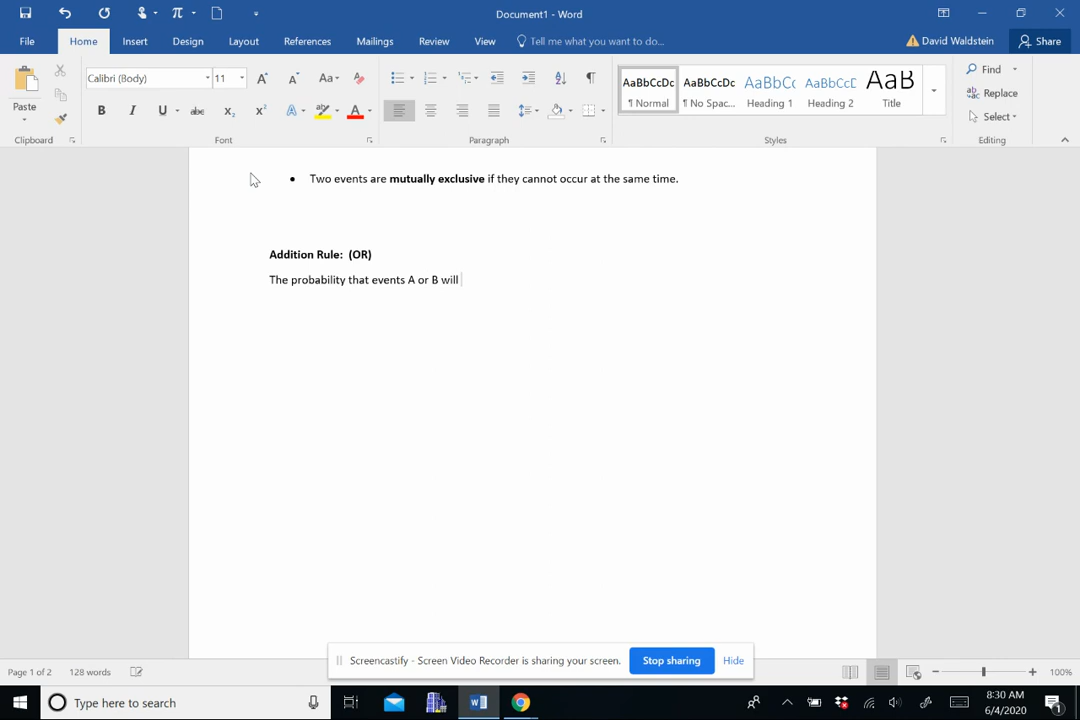 Document1 - Word
File
Home
Insert
Design
Layout
References
Mailings
Review
View
Tell me what you want to do...
David Waldstein
Share
Paste
Calibri (Body)
11
Aa
AaBbCcDc
AaBbCcDc
AaBbCc
AaBbCcD
AaB
¶ Normal
¶ No Spac...
Heading 1
Heading 2
Title
Find
Replace
Select
Clipboard
Font
Paragraph
Styles
Editing
• Two events are mutually exclusive if they cannot occur at the same time.
Addition Rule: (OR)
The probability that events A or B will
Screencastify - Screen Video Recorder is sharing your screen.
Stop sharing
Hide
Page 1 of 2
128 words
100%
Type here to search
8:30 AM
6/4/2020